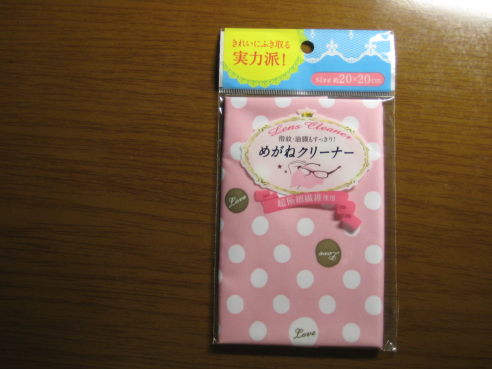 きれいにふき取る
実力派!
Size 約20×20cm
Lens Cleaner
指紋・油膜もすっきり!
めがねクリーナー
超極細繊維使用
Love
Love
Love